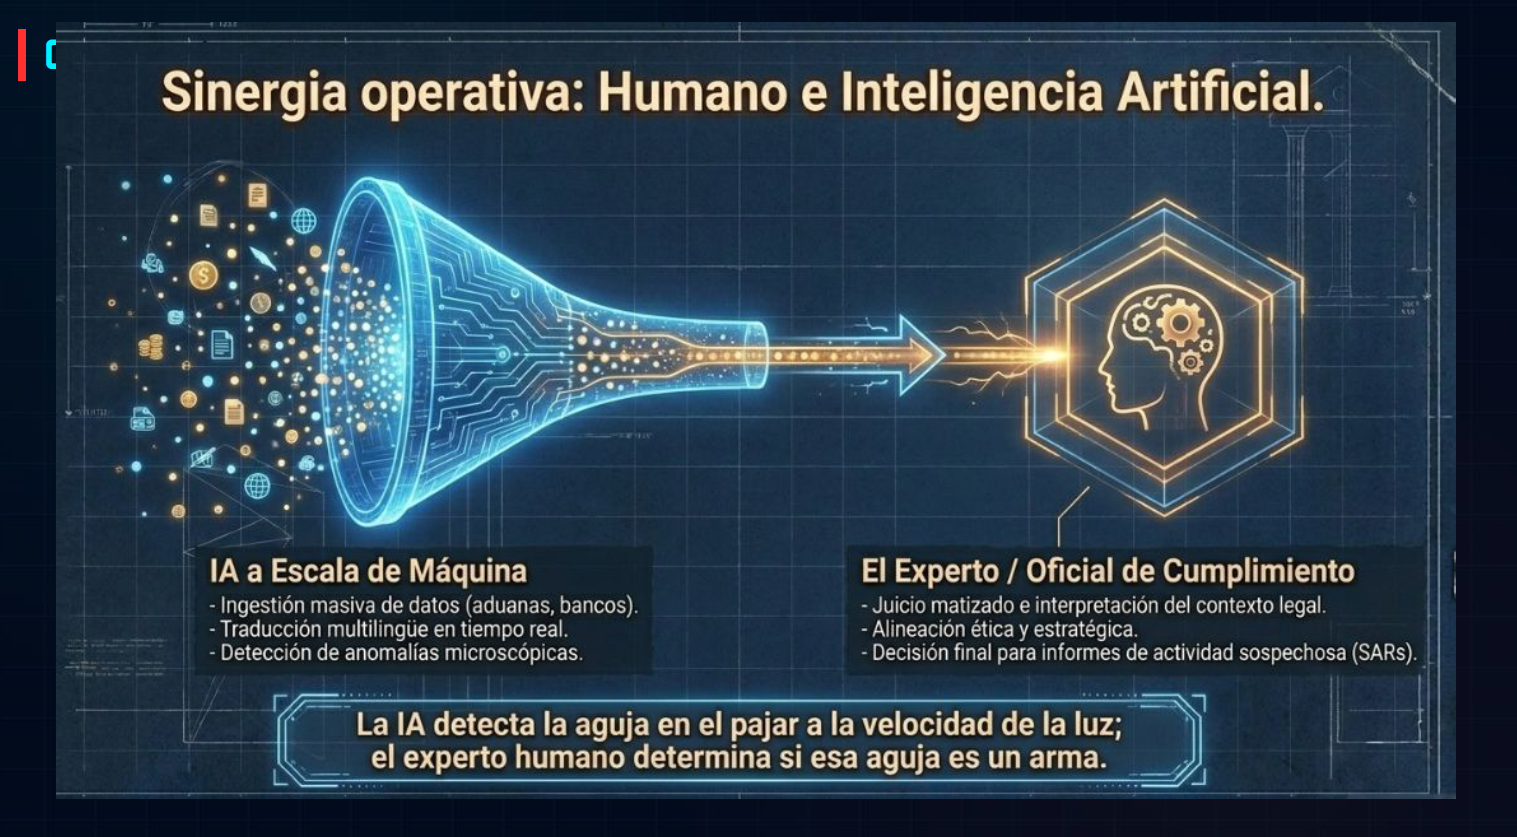 Sinergia operativa: Humano e Inteligencia Artificial.
IA a Escala de Máquina
- Ingestión masiva de datos (aduanas, bancos).
- Traducción multilingüe en tiempo real.
- Detección de anomalías microscópicas.
El Experto / Oficial de Cumplimiento
- Juicio matizado e interpretación del contexto legal.
- Alineación ética y estratégica.
- Decisión final para informes de actividad sospechosa (SARs).
La IA detecta la aguja en el pajar a la velocidad de la luz;
el experto humano determina si esa aguja es un arma.